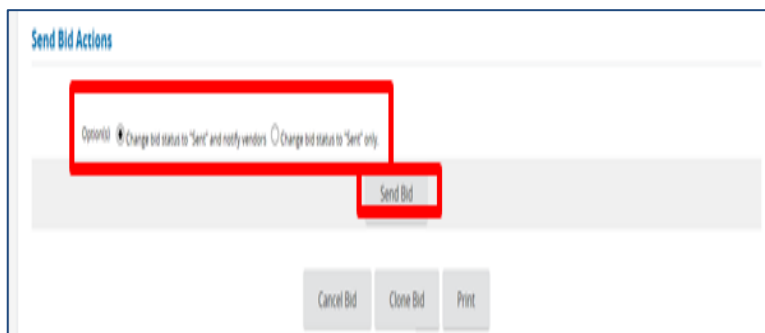 Send Bid Actions
Option(s) Change bid status to "Sent" and notify vendors Change bid status to "Sent" only.
Send Bid
Cancel Bid Clone Bid Print